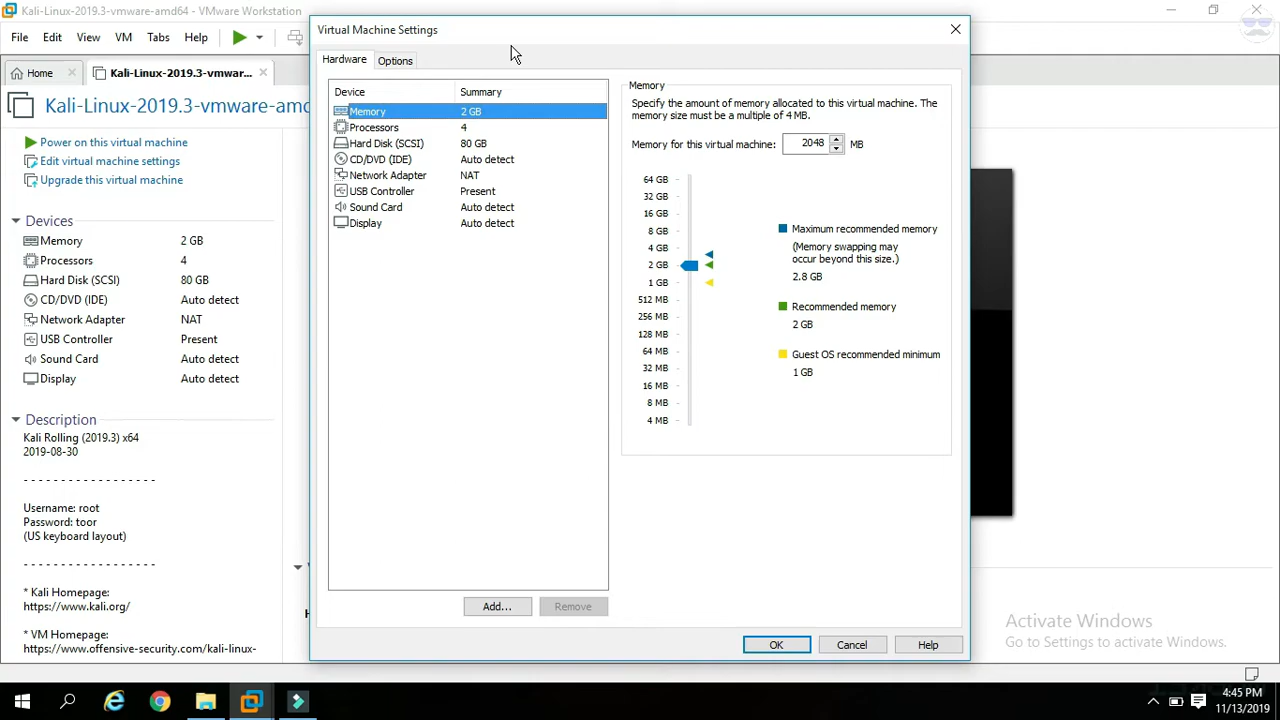 Kali-Linux-2019.3-vmware-amd64 - VMware Workstation
File Edit View VM Tabs Help
Home
Kali-Linux-2019.3-vmwar...
Kali-Linux-2019.3-vmware-amd
Power on this virtual machine
Edit virtual machine settings
Upgrade this virtual machine
Devices
Memory 2 GB
Processors 4
Hard Disk (SCSI) 80 GB
CD/DVD (IDE) Auto detect
Network Adapter NAT
USB Controller Present
Sound Card Auto detect
Display Auto detect
Description
Kali Rolling (2019.3) x64
2019-08-30
- - - - - - - - - - - - - - - - - -
Username: root
Password: toor
(US keyboard layout)
- - - - - - - - - - - - - - - - - -
* Kali Homepage:
https://www.kali.org/
* VM Homepage:
https://www.offensive-security.com/kali-linux-
Virtual Machine Settings
Hardware Options
Device Summary
Memory 2 GB
Processors 4
Hard Disk (SCSI) 80 GB
CD/DVD (IDE) Auto detect
Network Adapter NAT
USB Controller Present
Sound Card Auto detect
Display Auto detect
Add... Remove
Memory
Specify the amount of memory allocated to this virtual machine. The
memory size must be a multiple of 4 MB.
Memory for this virtual machine: 2048 MB
64 GB
32 GB
16 GB
8 GB
4 GB
2 GB
1 GB
512 MB
256 MB
128 MB
64 MB
32 MB
16 MB
8 MB
4 MB
Maximum recommended memory
(Memory swapping may
occur beyond this size.)
2.8 GB
Recommended memory
2 GB
Guest OS recommended minimum
1 GB
OK Cancel Help
Activate Windows
Go to Settings to activate Windows.
4:45 PM
11/13/2019